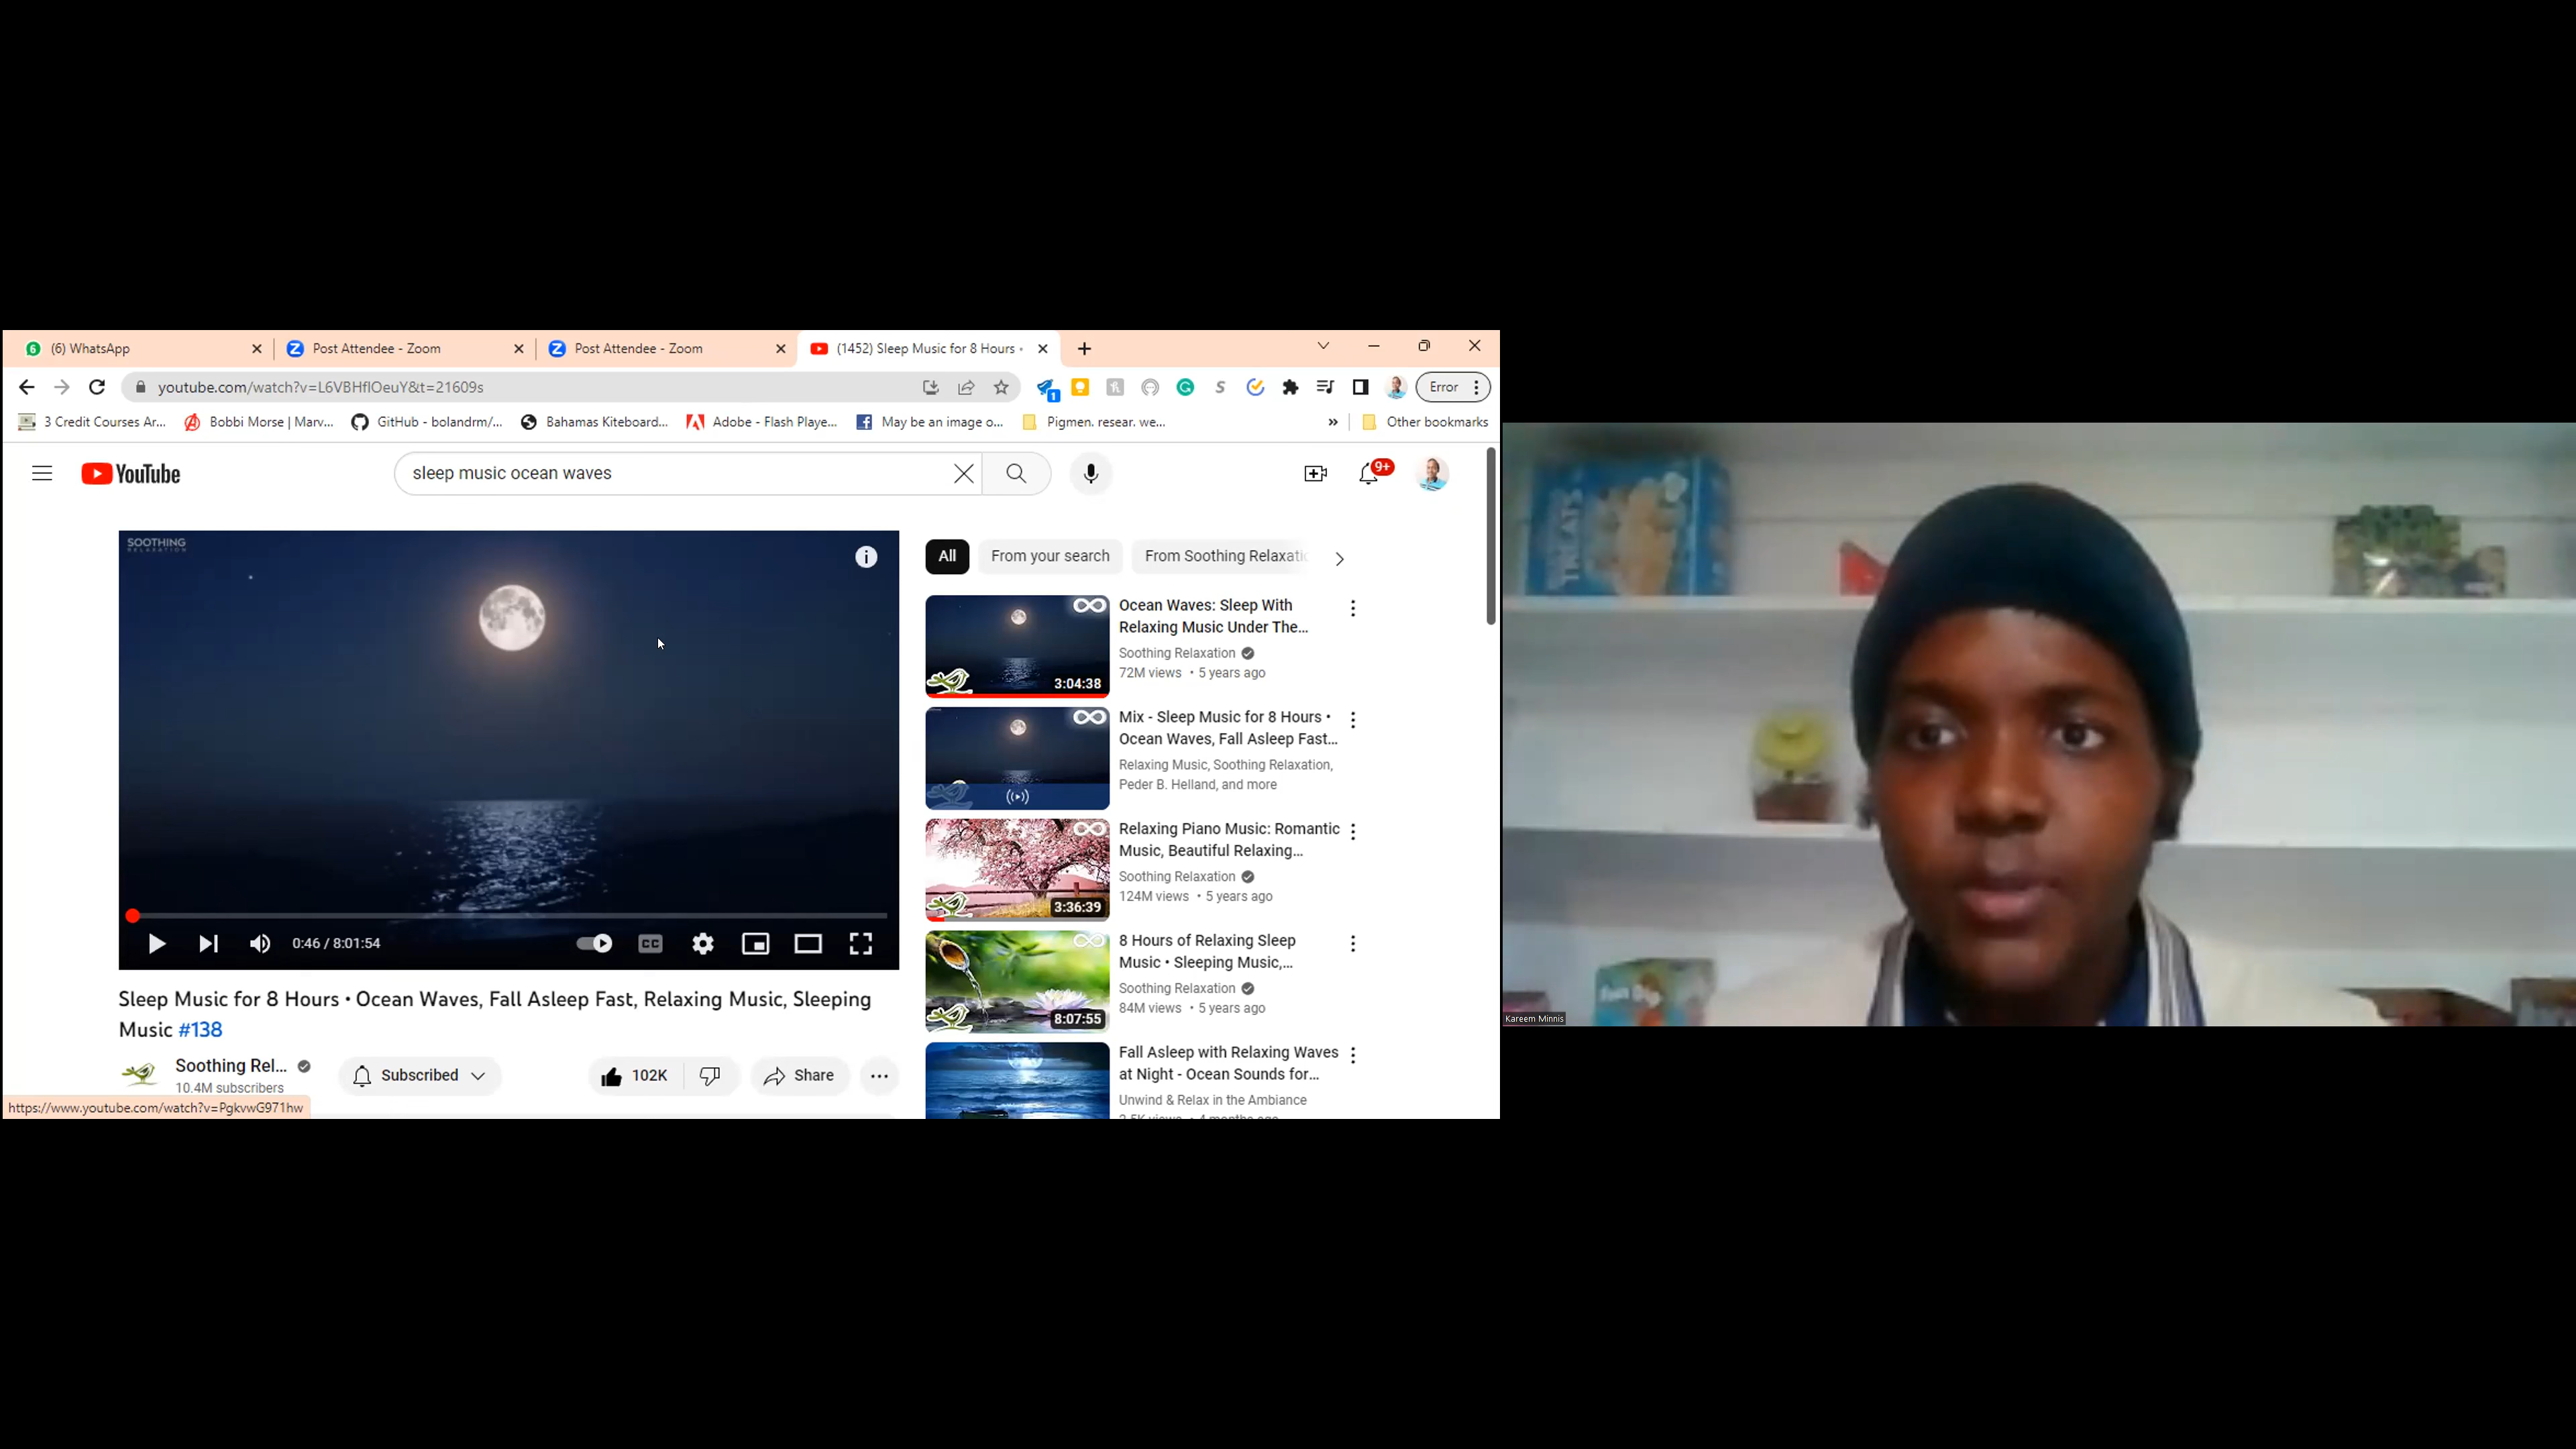 (6) WhatsApp
Post Attendee - Zoom
Post Attendee - Zoom
(1452) Sleep Music for 8 Hours •
youtube.com/watch?v=L6VBHflOeuY&t=21609s
1
Error
3 Credit Courses Ar...
Bobbi Morse | Marv...
GitHub - bolandrm/...
Bahamas Kiteboard...
Adobe - Flash Playe...
May be an image o...
Pigmen. resear. we...
»
Other bookmarks
YouTube
sleep music ocean waves
9+
SOOTHING
RELAXATION
0:46 / 8:01:54
CC
Sleep Music for 8 Hours • Ocean Waves, Fall Asleep Fast, Relaxing Music, Sleeping
Music #138
Soothing Rel...
10.4M subscribers
Subscribed
102K
Share
https://www.youtube.com/watch?v=PgkvwG971hw
All
From your search
From Soothing Relaxatic
3:04:38
Ocean Waves: Sleep With
Relaxing Music Under The...
Soothing Relaxation
72M views • 5 years ago
Mix - Sleep Music for 8 Hours •
Ocean Waves, Fall Asleep Fast...
Relaxing Music, Soothing Relaxation,
Peder B. Helland, and more
3:36:39
Relaxing Piano Music: Romantic
Music, Beautiful Relaxing...
Soothing Relaxation
124M views • 5 years ago
8:07:55
8 Hours of Relaxing Sleep
Music • Sleeping Music,...
Soothing Relaxation
84M views • 5 years ago
Fall Asleep with Relaxing Waves
at Night - Ocean Sounds for...
Unwind & Relax in the Ambiance
TREATS
Fun Dip
Kareem Minnis